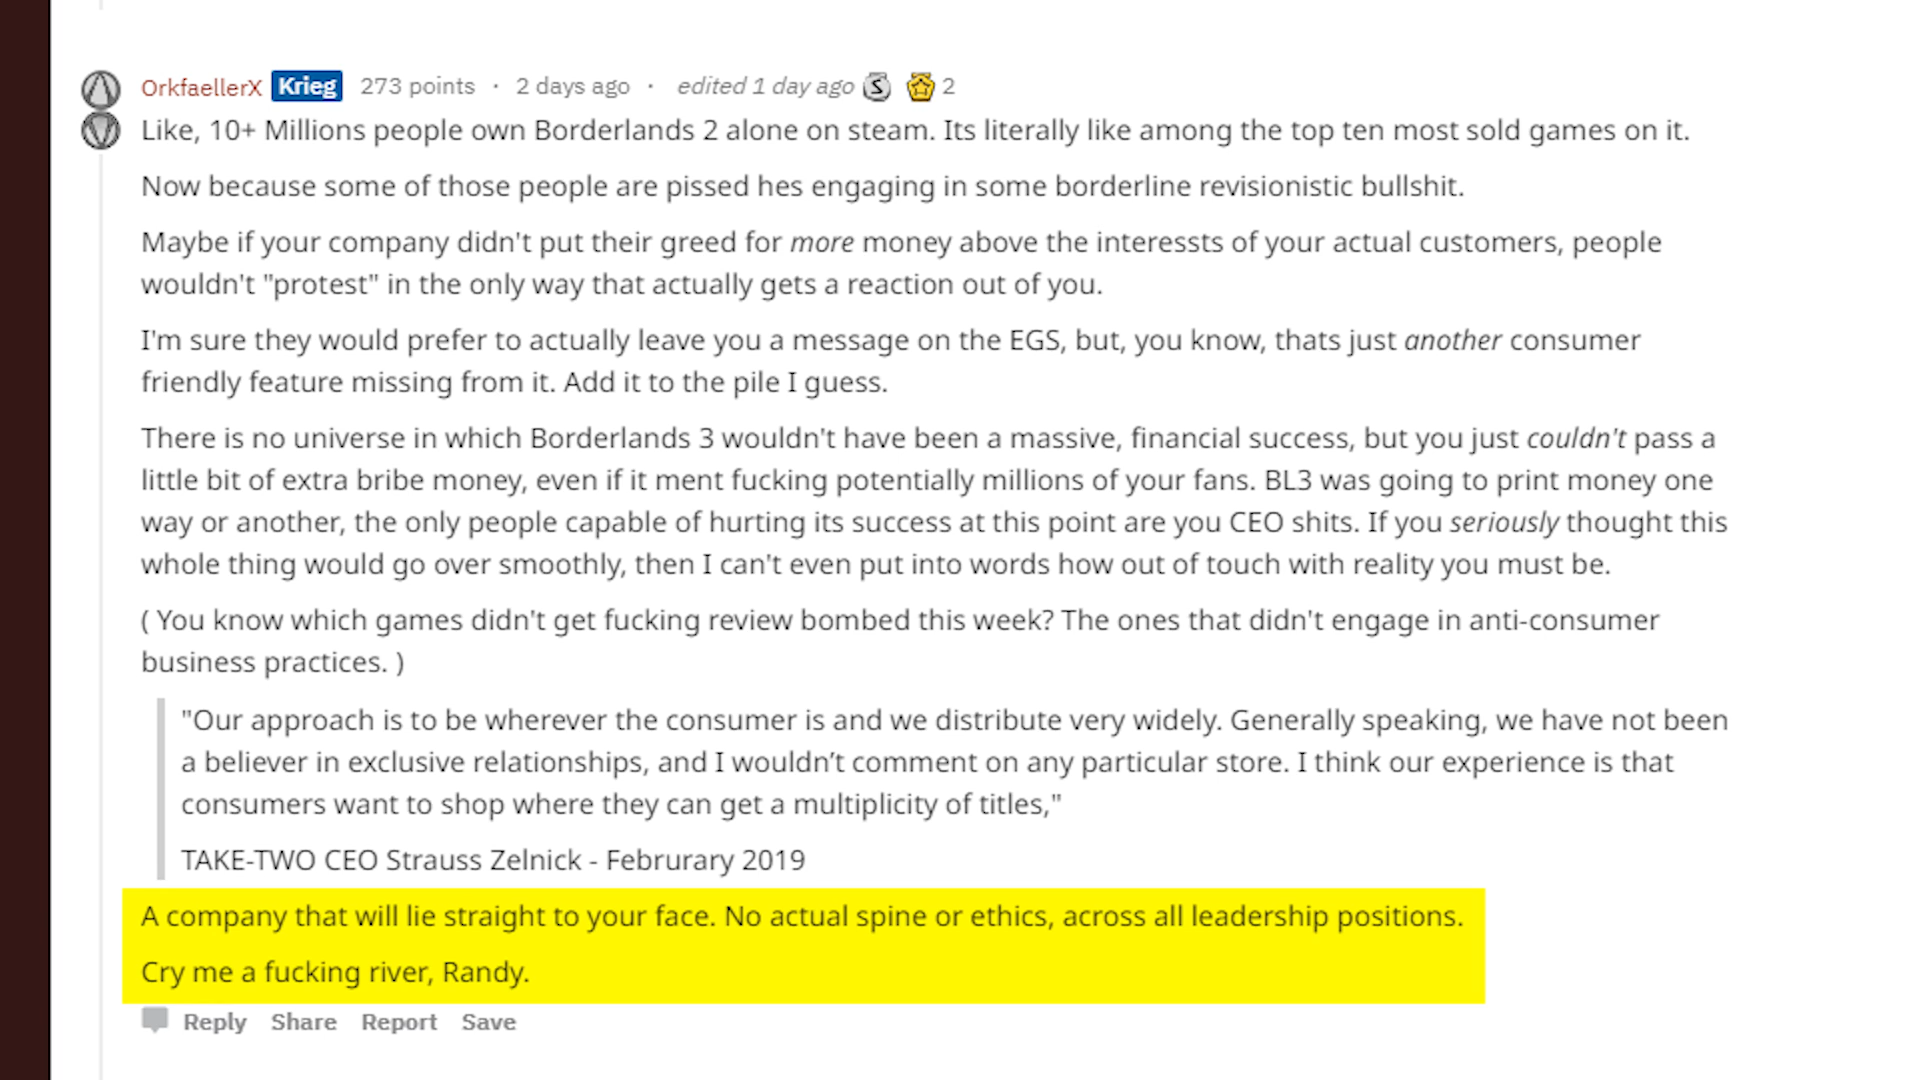 OrkfaellerX Krieg 273 points · 2 days ago · edited 1 day ago S 2
Like, 10+ Millions people own Borderlands 2 alone on steam. Its literally like among the top ten most sold games on it.
Now because some of those people are pissed hes engaging in some borderline revisionistic bullshit.
Maybe if your company didn't put their greed for more money above the interessts of your actual customers, people
wouldn't "protest" in the only way that actually gets a reaction out of you.
I'm sure they would prefer to actually leave you a message on the EGS, but, you know, thats just another consumer
friendly feature missing from it. Add it to the pile I guess.
There is no universe in which Borderlands 3 wouldn't have been a massive, financial success, but you just couldn't pass a
little bit of extra bribe money, even if it ment fucking potentially millions of your fans. BL3 was going to print money one
way or another, the only people capable of hurting its success at this point are you CEO shits. If you seriously thought this
whole thing would go over smoothly, then I can't even put into words how out of touch with reality you must be.
( You know which games didn't get fucking review bombed this week? The ones that didn't engage in anti-consumer
business practices. )
"Our approach is to be wherever the consumer is and we distribute very widely. Generally speaking, we have not been
a believer in exclusive relationships, and I wouldn’t comment on any particular store. I think our experience is that
consumers want to shop where they can get a multiplicity of titles,"
TAKE-TWO CEO Strauss Zelnick - Februrary 2019
A company that will lie straight to your face. No actual spine or ethics, across all leadership positions.
Cry me a fucking river, Randy.
Reply Share Report Save